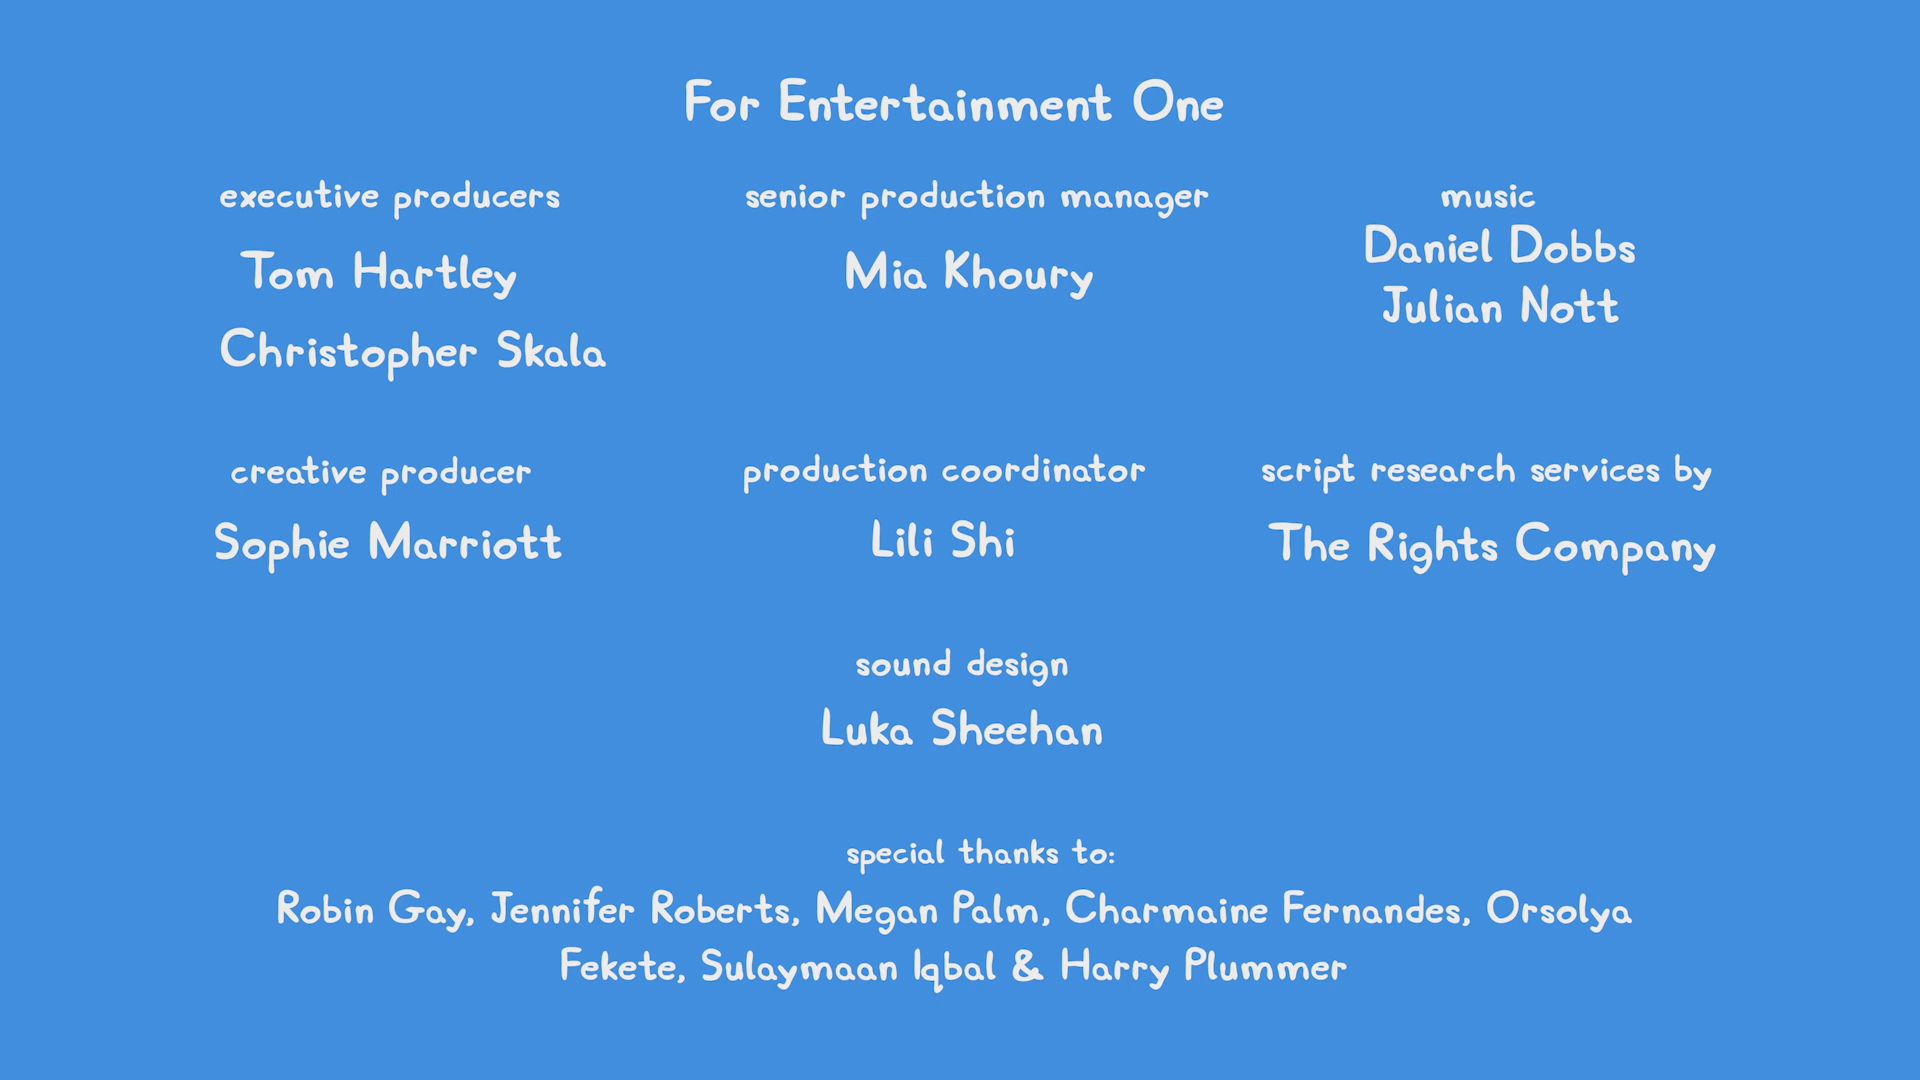 For Entertainment One
executive producers
Tom Hartley
Christopher Skala
senior production manager
Mia Khoury
music
Daniel Dobbs
Julian Nott
creative producer
Sophie Marriott
production coordinator
Lili Shi
script research services by
The Rights Company
sound design
Luka Sheehan
special thanks to:
Robin Gay, Jennifer Roberts, Megan Palm, Charmaine Fernandes, Orsolya
Fekete, Sulaymaan Iqbal & Harry Plummer